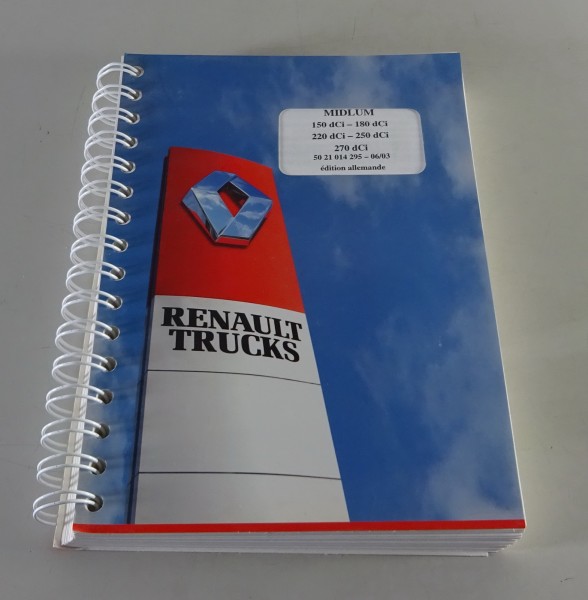 MIDLUM
150 dCi – 180 dCi
220 dCi – 250 dCi
270 dCi
50 21 014 295 – 06/03
édition allemande
RENAULT
TRUCKS